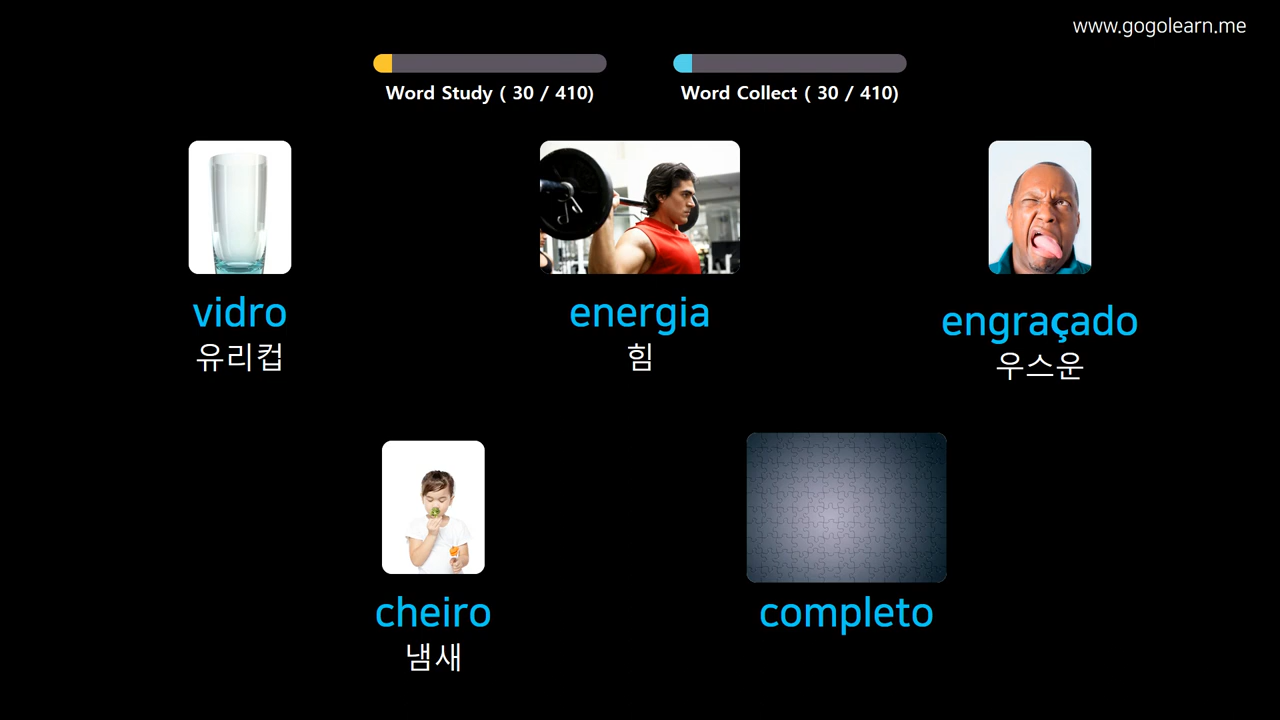 www.gogolearn.me
Word Study ( 30 / 410)
Word Collect ( 30 / 410)
vidro
유리컵
energia
힘
engraçado
우스운
cheiro
냄새
completo